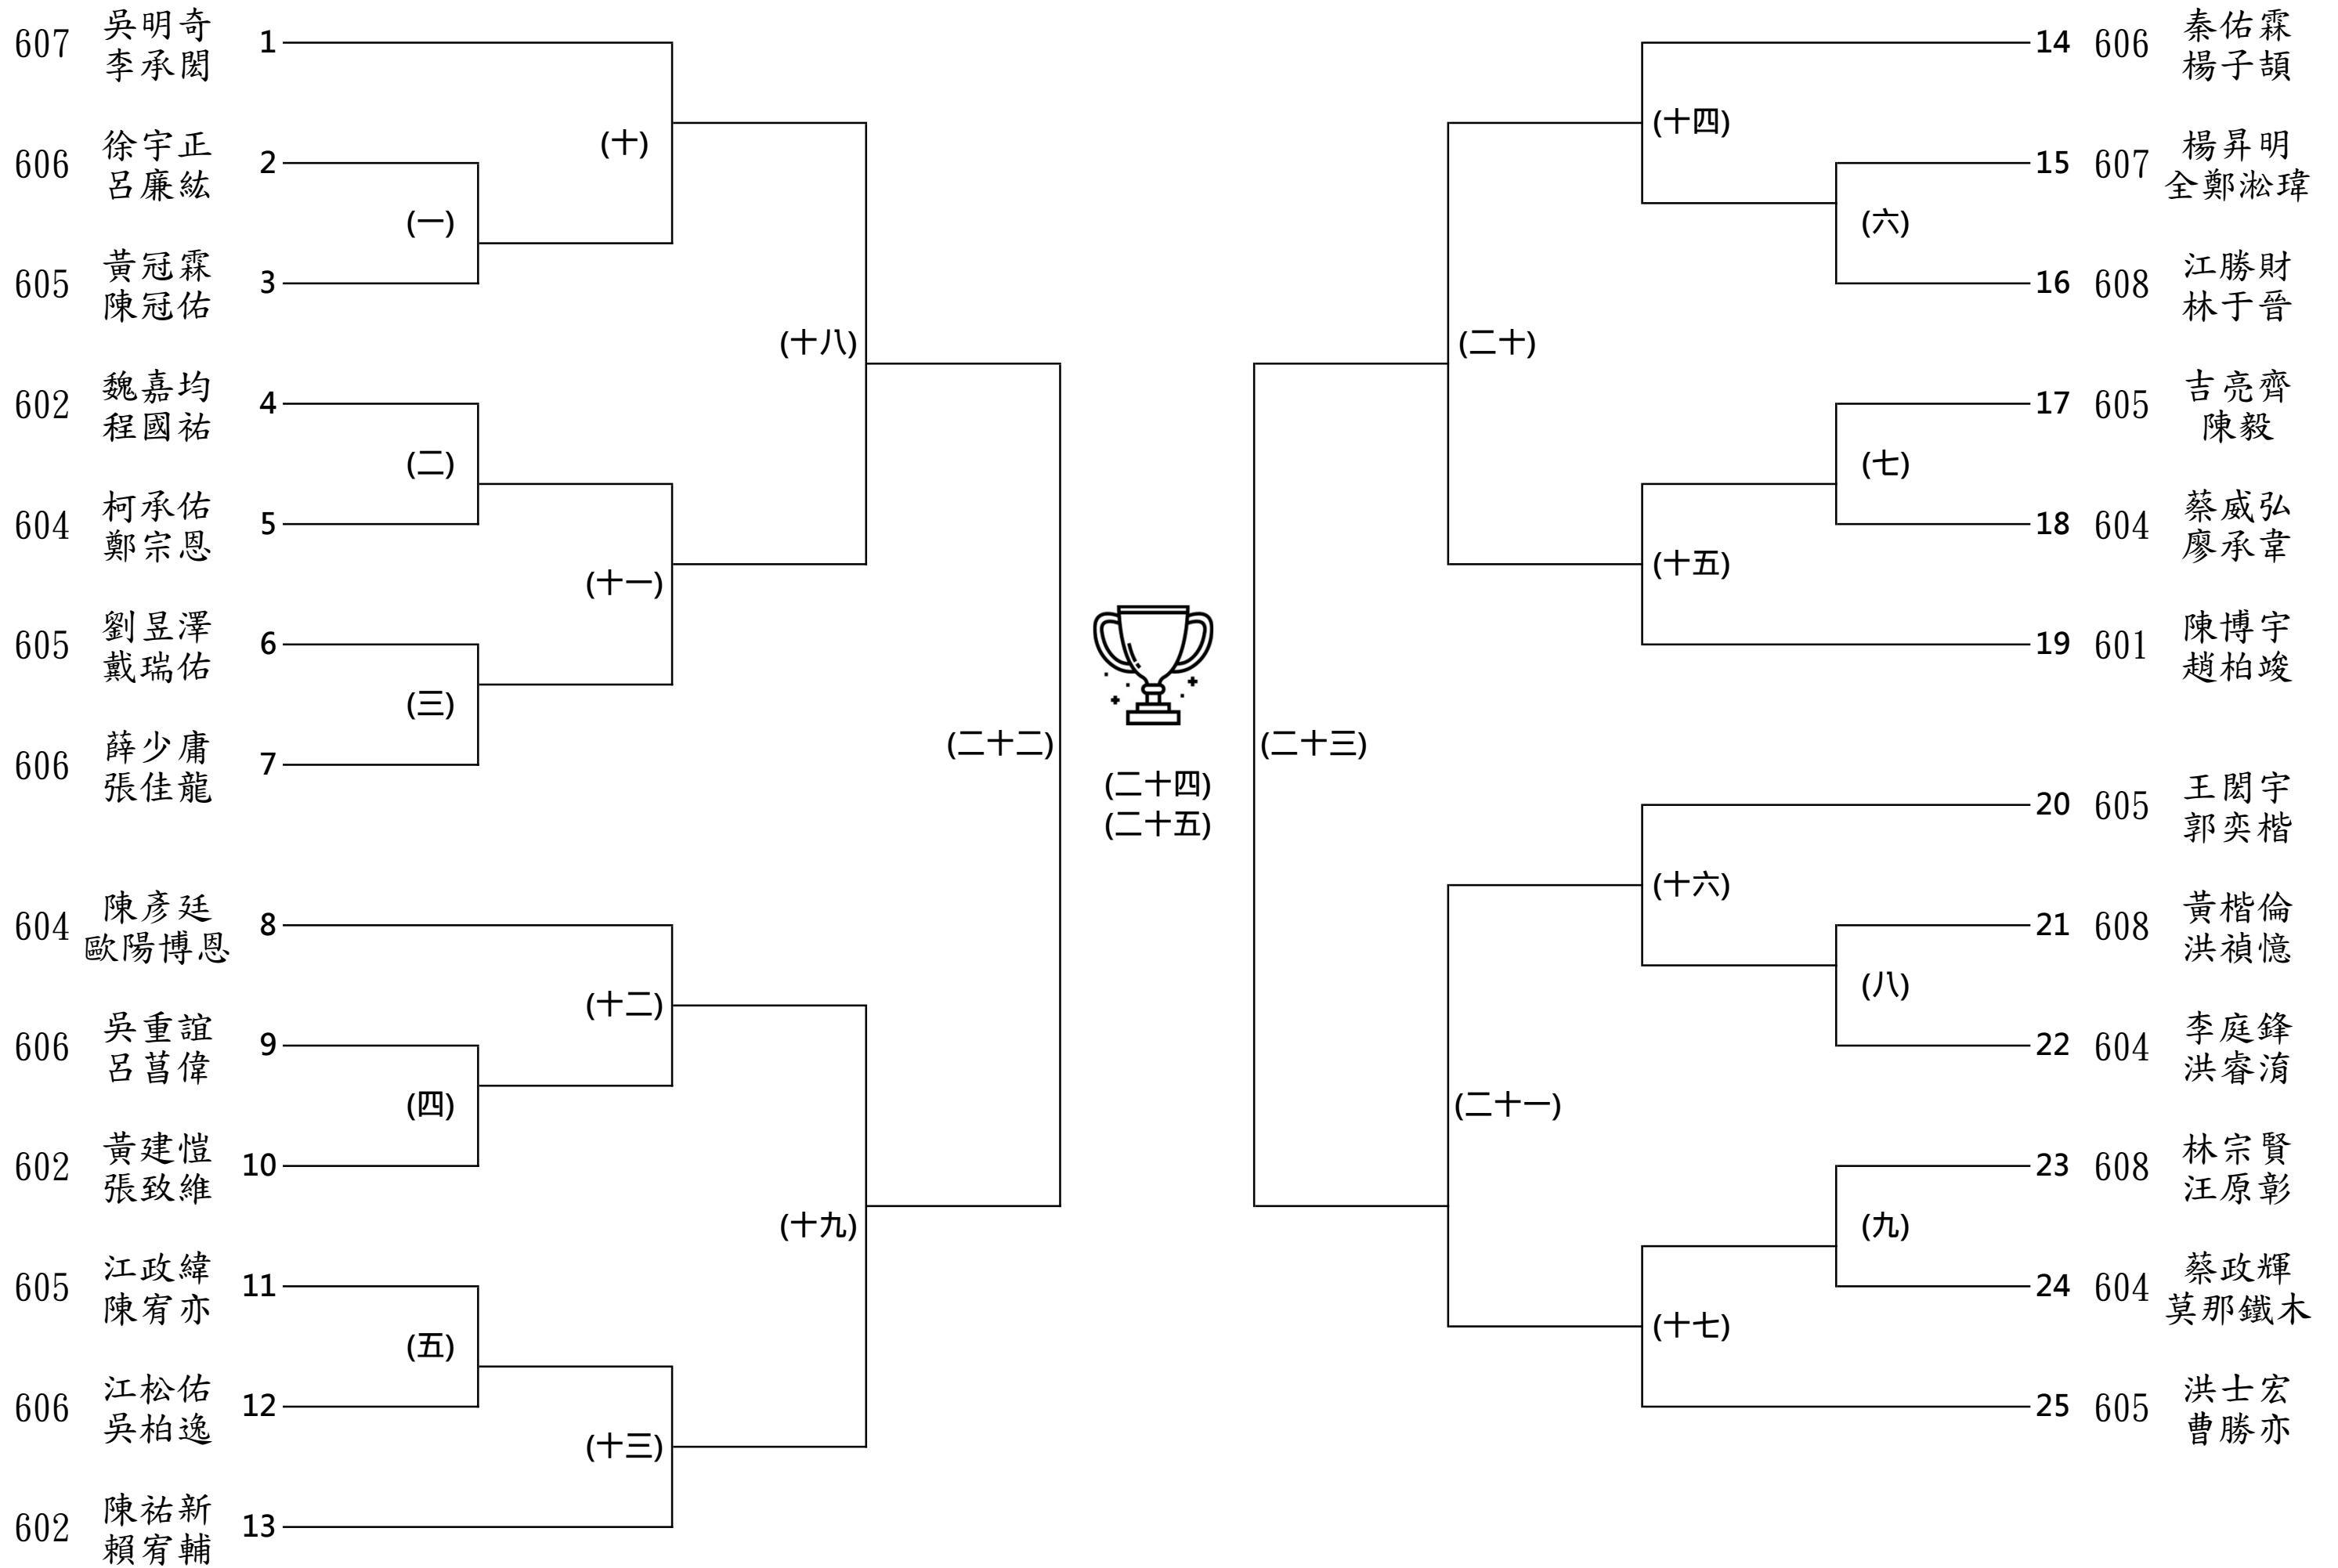 吳明奇
607 1
李承閎
(十)
徐宇正
606 2
呂廉紘
(一)
黃冠霖
605 3
陳冠佑
(十八)
魏嘉均
602 4
程國祐
(二)
柯承佑
604 5
鄭宗恩
(十一)
劉昱澤
605 6
戴瑞佑
(三)
薛少庸
606 7
張佳龍
(二十二)
陳彥廷
604 8
歐陽博恩
(十二)
吳重誼
606 9
呂菖偉
(四)
黃建愷
602 10
張致維
(十九)
江政緯
605 11
陳宥亦
(五)
江松佑
606 12
吳柏逸
(十三)
陳祐新
602 13
賴宥輔
(二十四)
(二十五)
秦佑霖
14 606
楊子頡
(十四)
楊昇明
15 607
全鄭淞瑋
(六)
江勝財
16 608
林于晉
(二十)
吉亮齊
17 605
陳毅
(七)
蔡威弘
18 604
廖承韋
(十五)
陳博宇
19 601
趙柏竣
(二十三)
王閎宇
20 605
郭奕楷
(十六)
黃楷倫
21 608
洪禎憶
(八)
李庭鋒
22 604
洪睿淯
(二十一)
林宗賢
23 608
汪原彰
(九)
蔡政輝
24 604
莫那鐵木
(十七)
洪士宏
25 605
曹勝亦